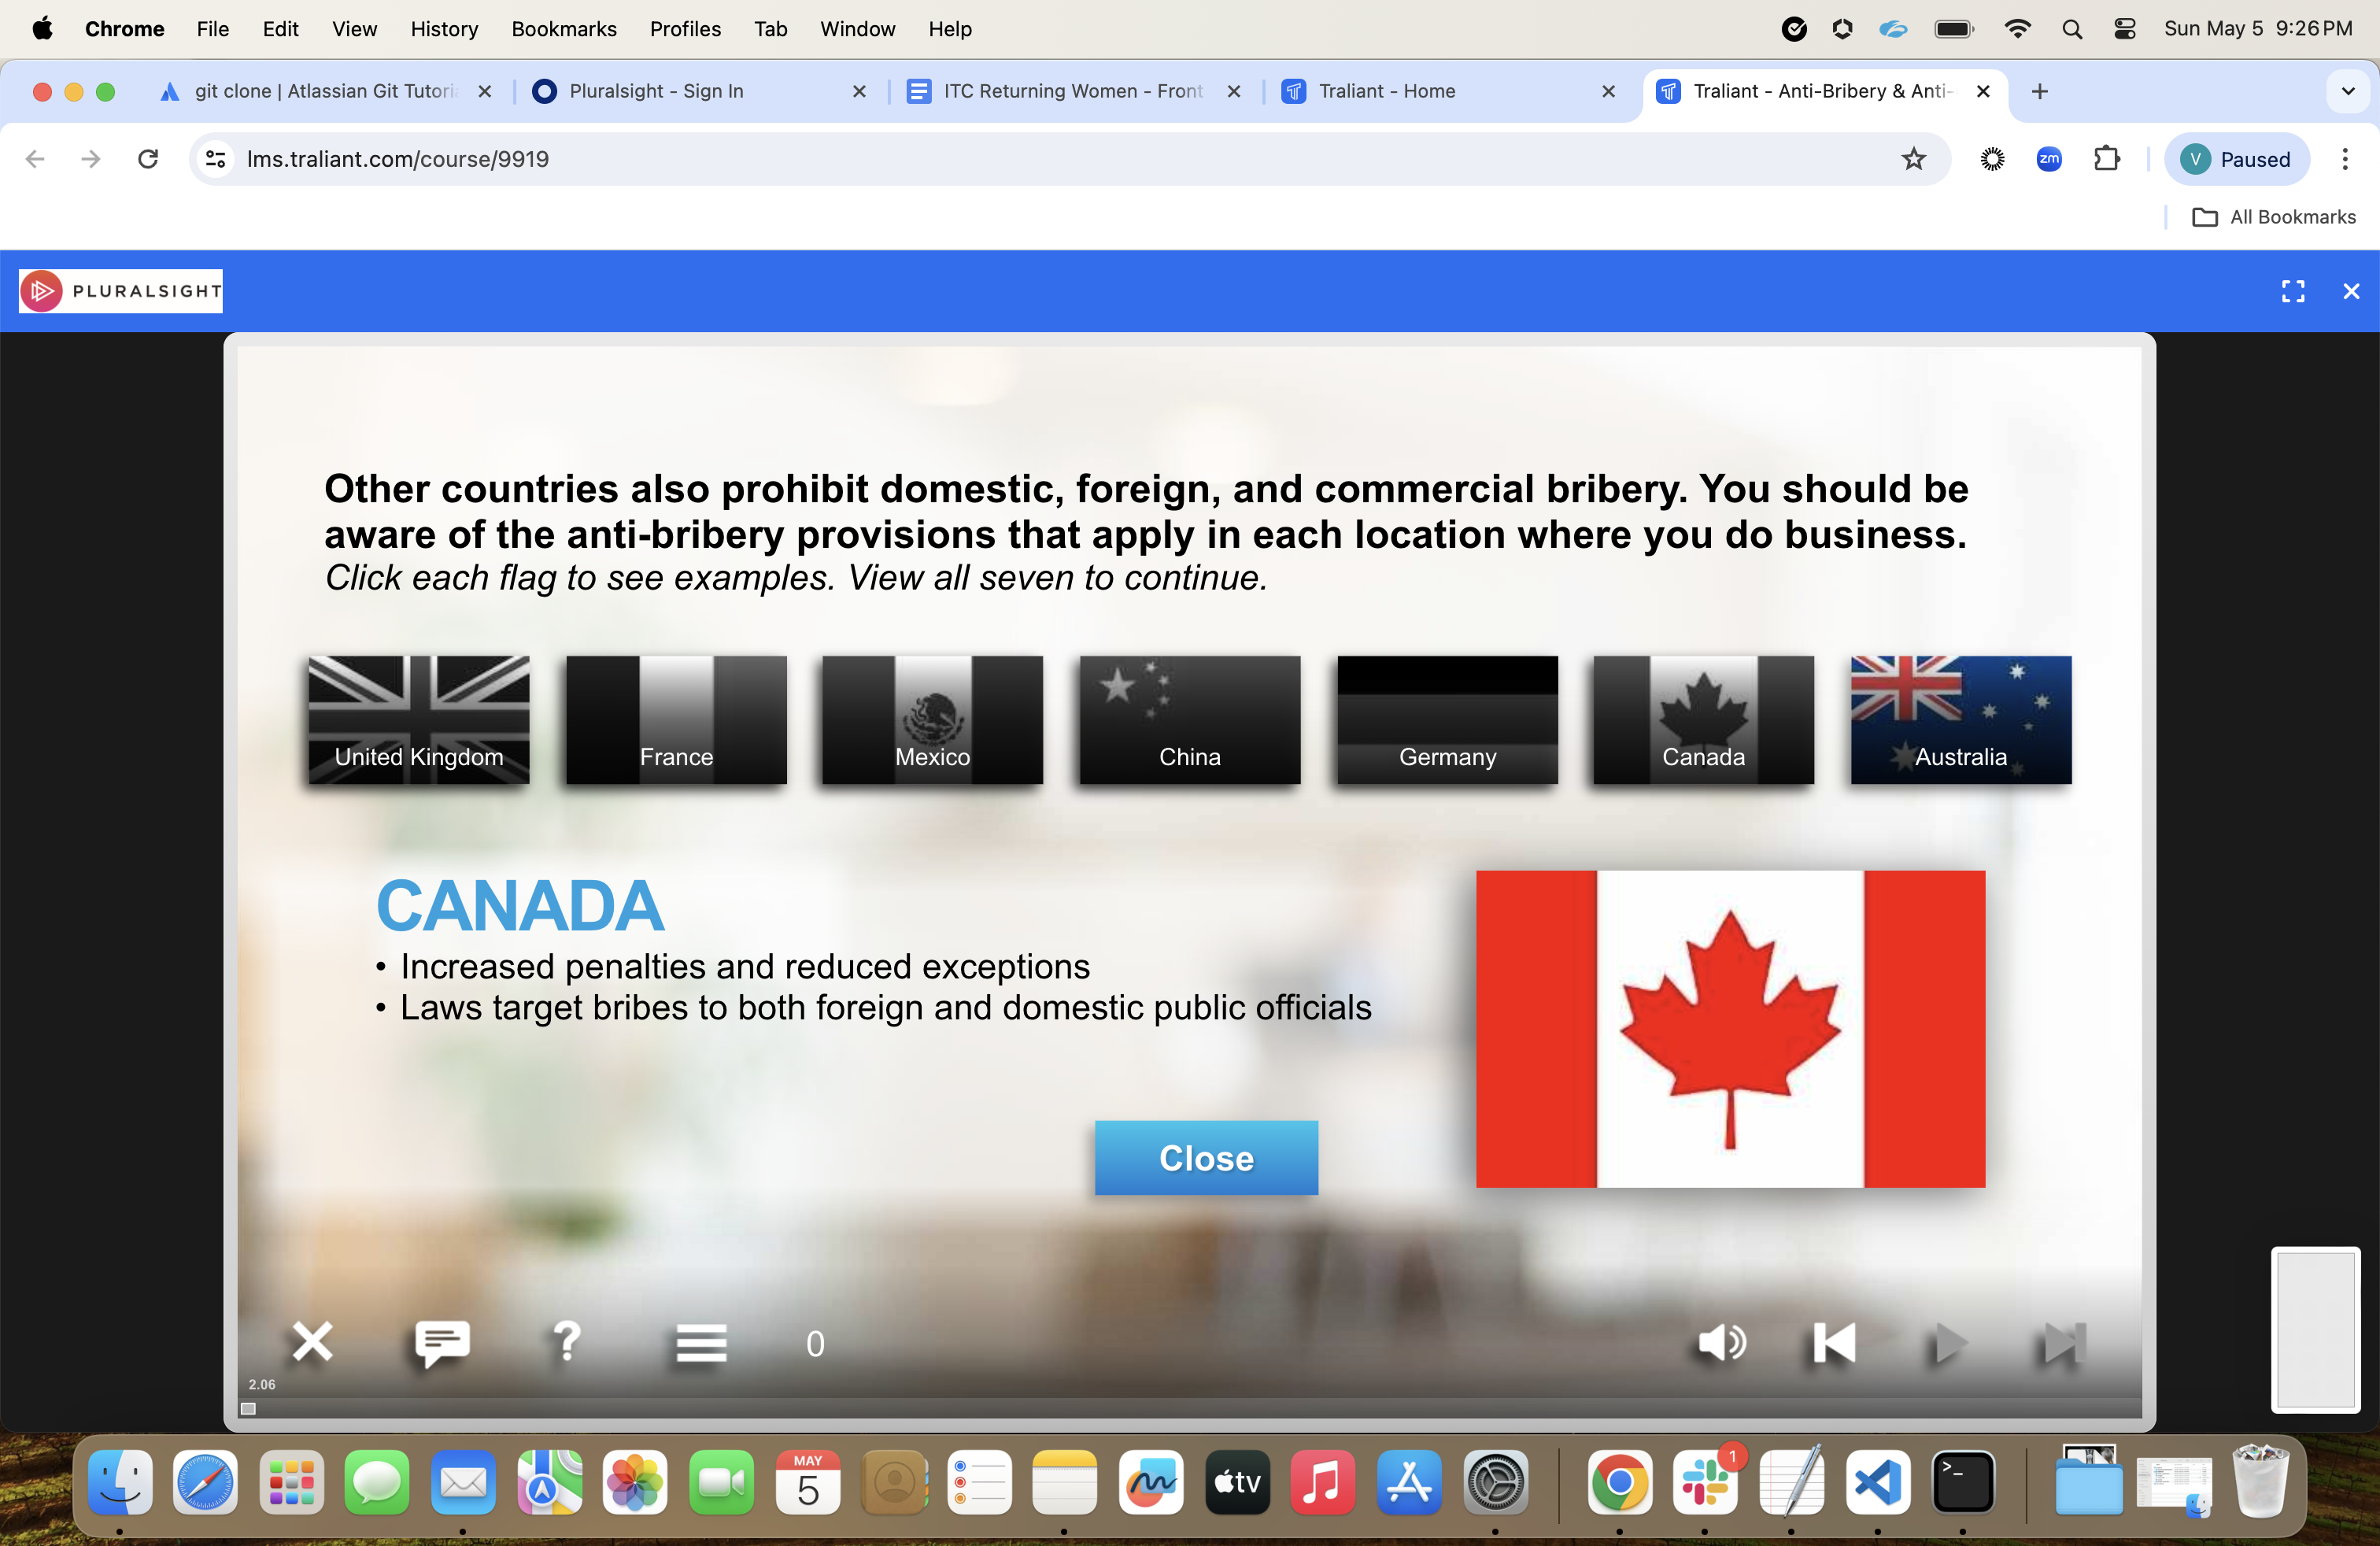 Chrome File Edit View History Bookmarks Profiles Tab Window Help Sun May 5 9:26 PM
git clone | Atlassian Git Tutori Pluralsight - Sign In ITC Returning Women - Front Traliant - Home Traliant - Anti-Bribery & Anti-
lms.traliant.com/course/9919 zm V Paused
All Bookmarks
PLURALSIGHT
Other countries also prohibit domestic, foreign, and commercial bribery. You should be
aware of the anti-bribery provisions that apply in each location where you do business.
Click each flag to see examples. View all seven to continue.
United Kingdom France Mexico China Germany Canada Australia
CANADA
• Increased penalties and reduced exceptions
• Laws target bribes to both foreign and domestic public officials
Close
? 0
2.06
MAY
5
tv
1
>_